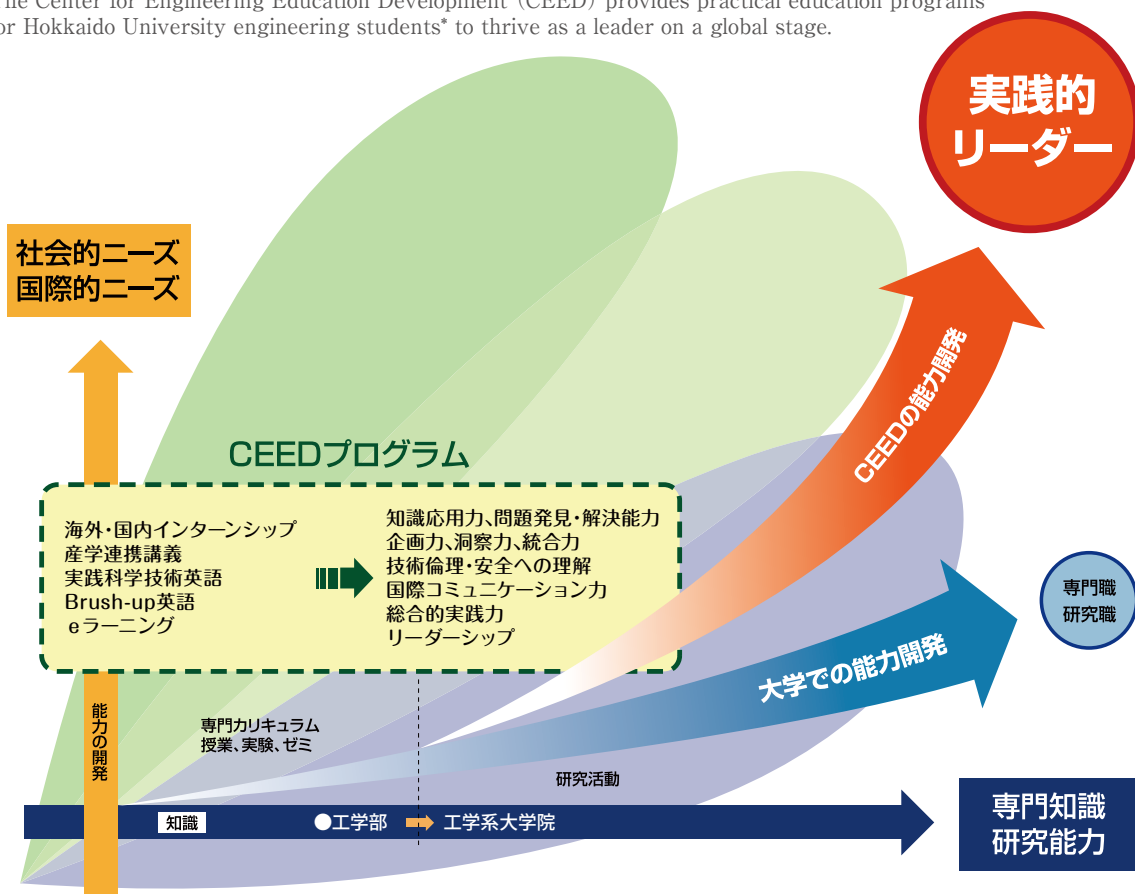 The Center for Engineering Education Development (CEED) provides practical education programs
for Hokkaido University engineering students* to thrive as a leader on a global stage.
実践的
リーダー
社会的ニーズ
国際的ニーズ
CEEDの能力開発
CEEDプログラム
海外・国内インターンシップ
産学連携講義
実践科学技術英語
Brush-up英語
eラーニング
知識応用力、問題発見・解決能力
企画力、洞察力、統合力
技術倫理・安全への理解
国際コミュニケーション力
総合的実践力
リーダーシップ
専門職
研究職
大学での能力開発
能力の開発
専門カリキュラム
授業、実験、ゼミ
研究活動
知識
●工学部
工学系大学院
専門知識
研究能力